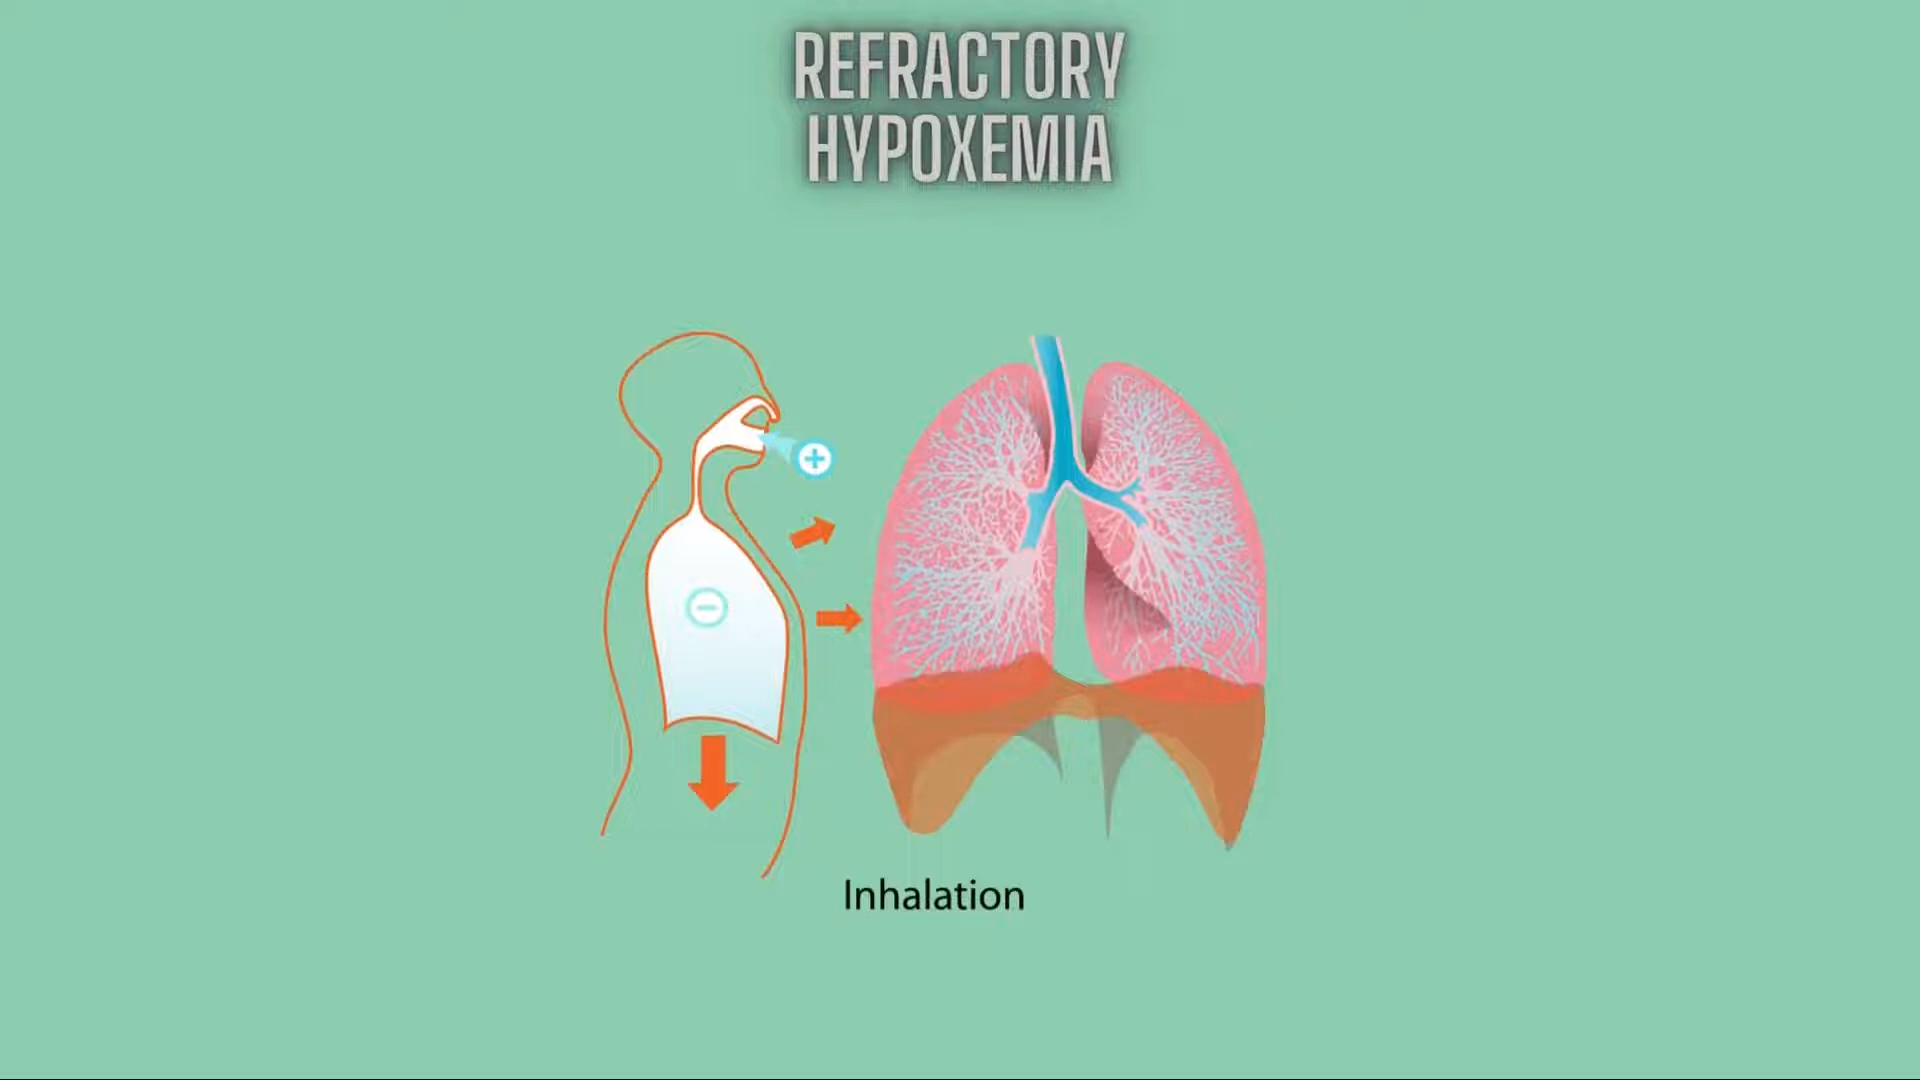 REFRACTORY
HYPOXEMIA
+
−
Inhalation